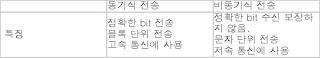 동기식 전송
비동기식 전송
특징
정확한 bit 전송
블록 단위 전송
고속 통신에 사용
정확한 bit 수신 보장하
지 않음.
문자 단위 전송
저속 통신에 사용